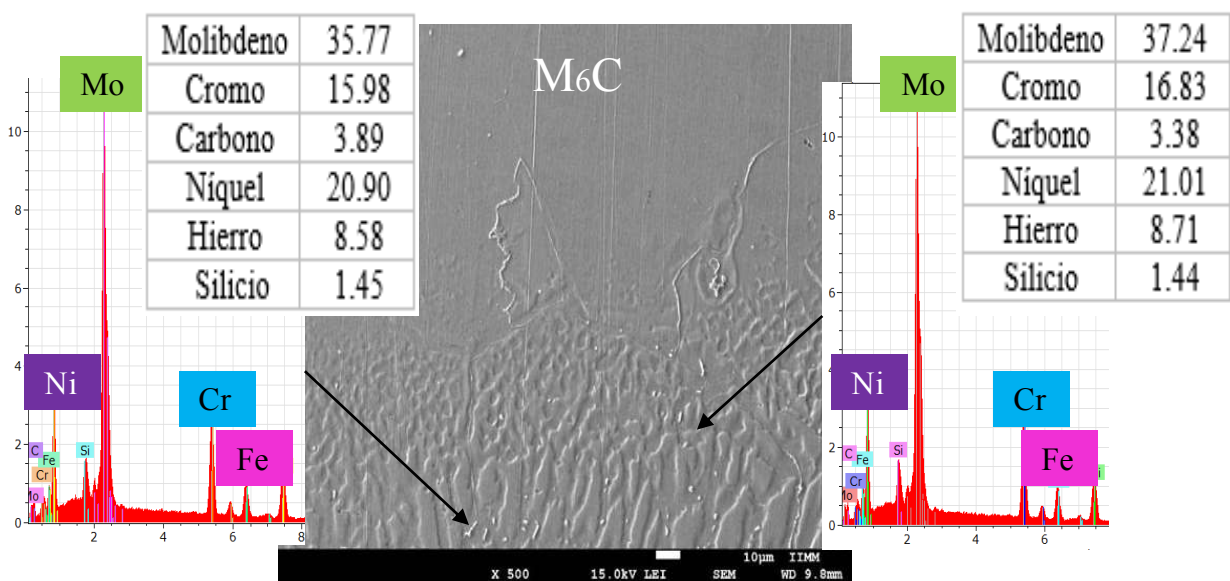 Molibdeno 35.77
Cromo 15.98
Carbono 3.89
Níquel 20.90
Hierro 8.58
Silicio 1.45
M₆C
Molibdeno 37.24
Cromo 16.83
Carbono 3.38
Níquel 21.01
Hierro 8.71
Silicio 1.44
Mo
Ni
Cr
Fe
C
Fe
Cr
Si
10
4
2
0
2
4
6
8
Mo
Ni
Cr
Fe
C
Fe
Cr
Mo
Si
10
8
6
4
2
0
2
4
6
10µm IIMM
X 500 15.0kV LEI SEM WD 9.8mm